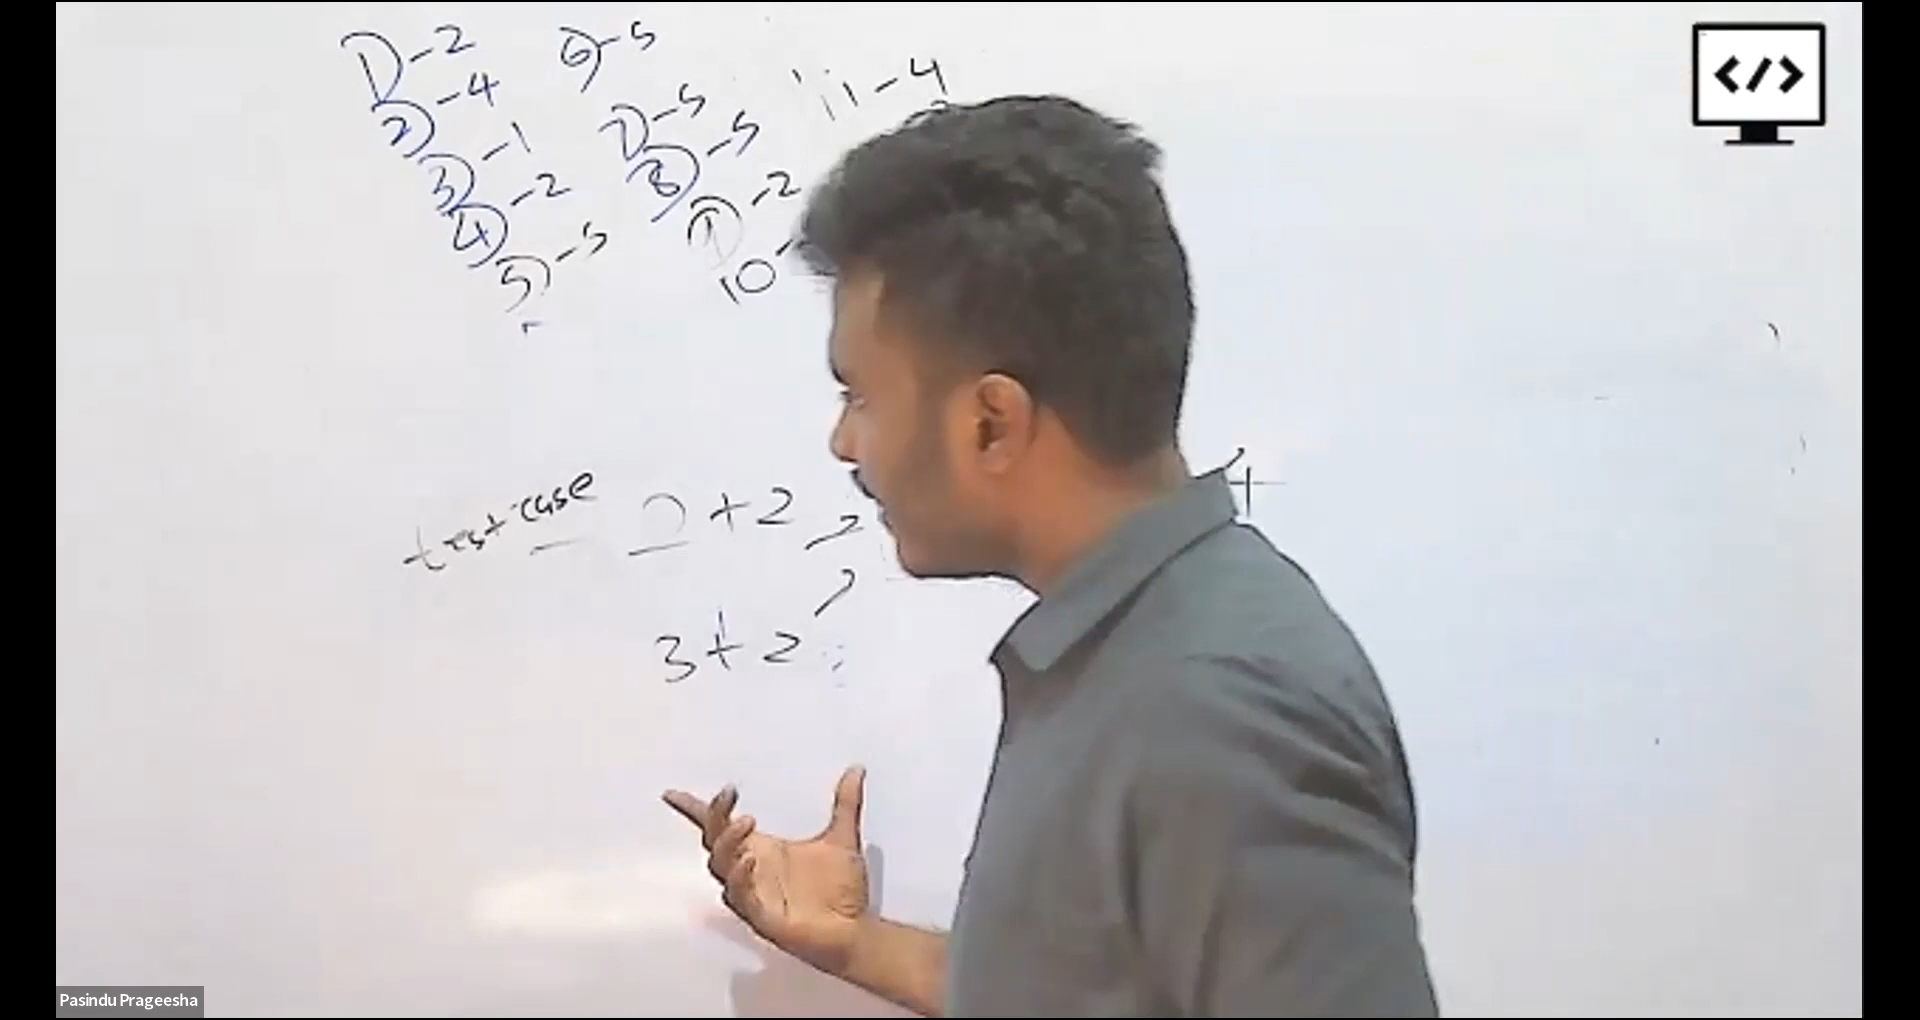 1) - 2
2) - 4
3) - 1
4) - 2
5) - 5
6) - 5
7) - 5
8) - 5
- 2
10 -
11 - 4
test case
2 + 2
3 + 2
4
</>
Pasindu Prageesha